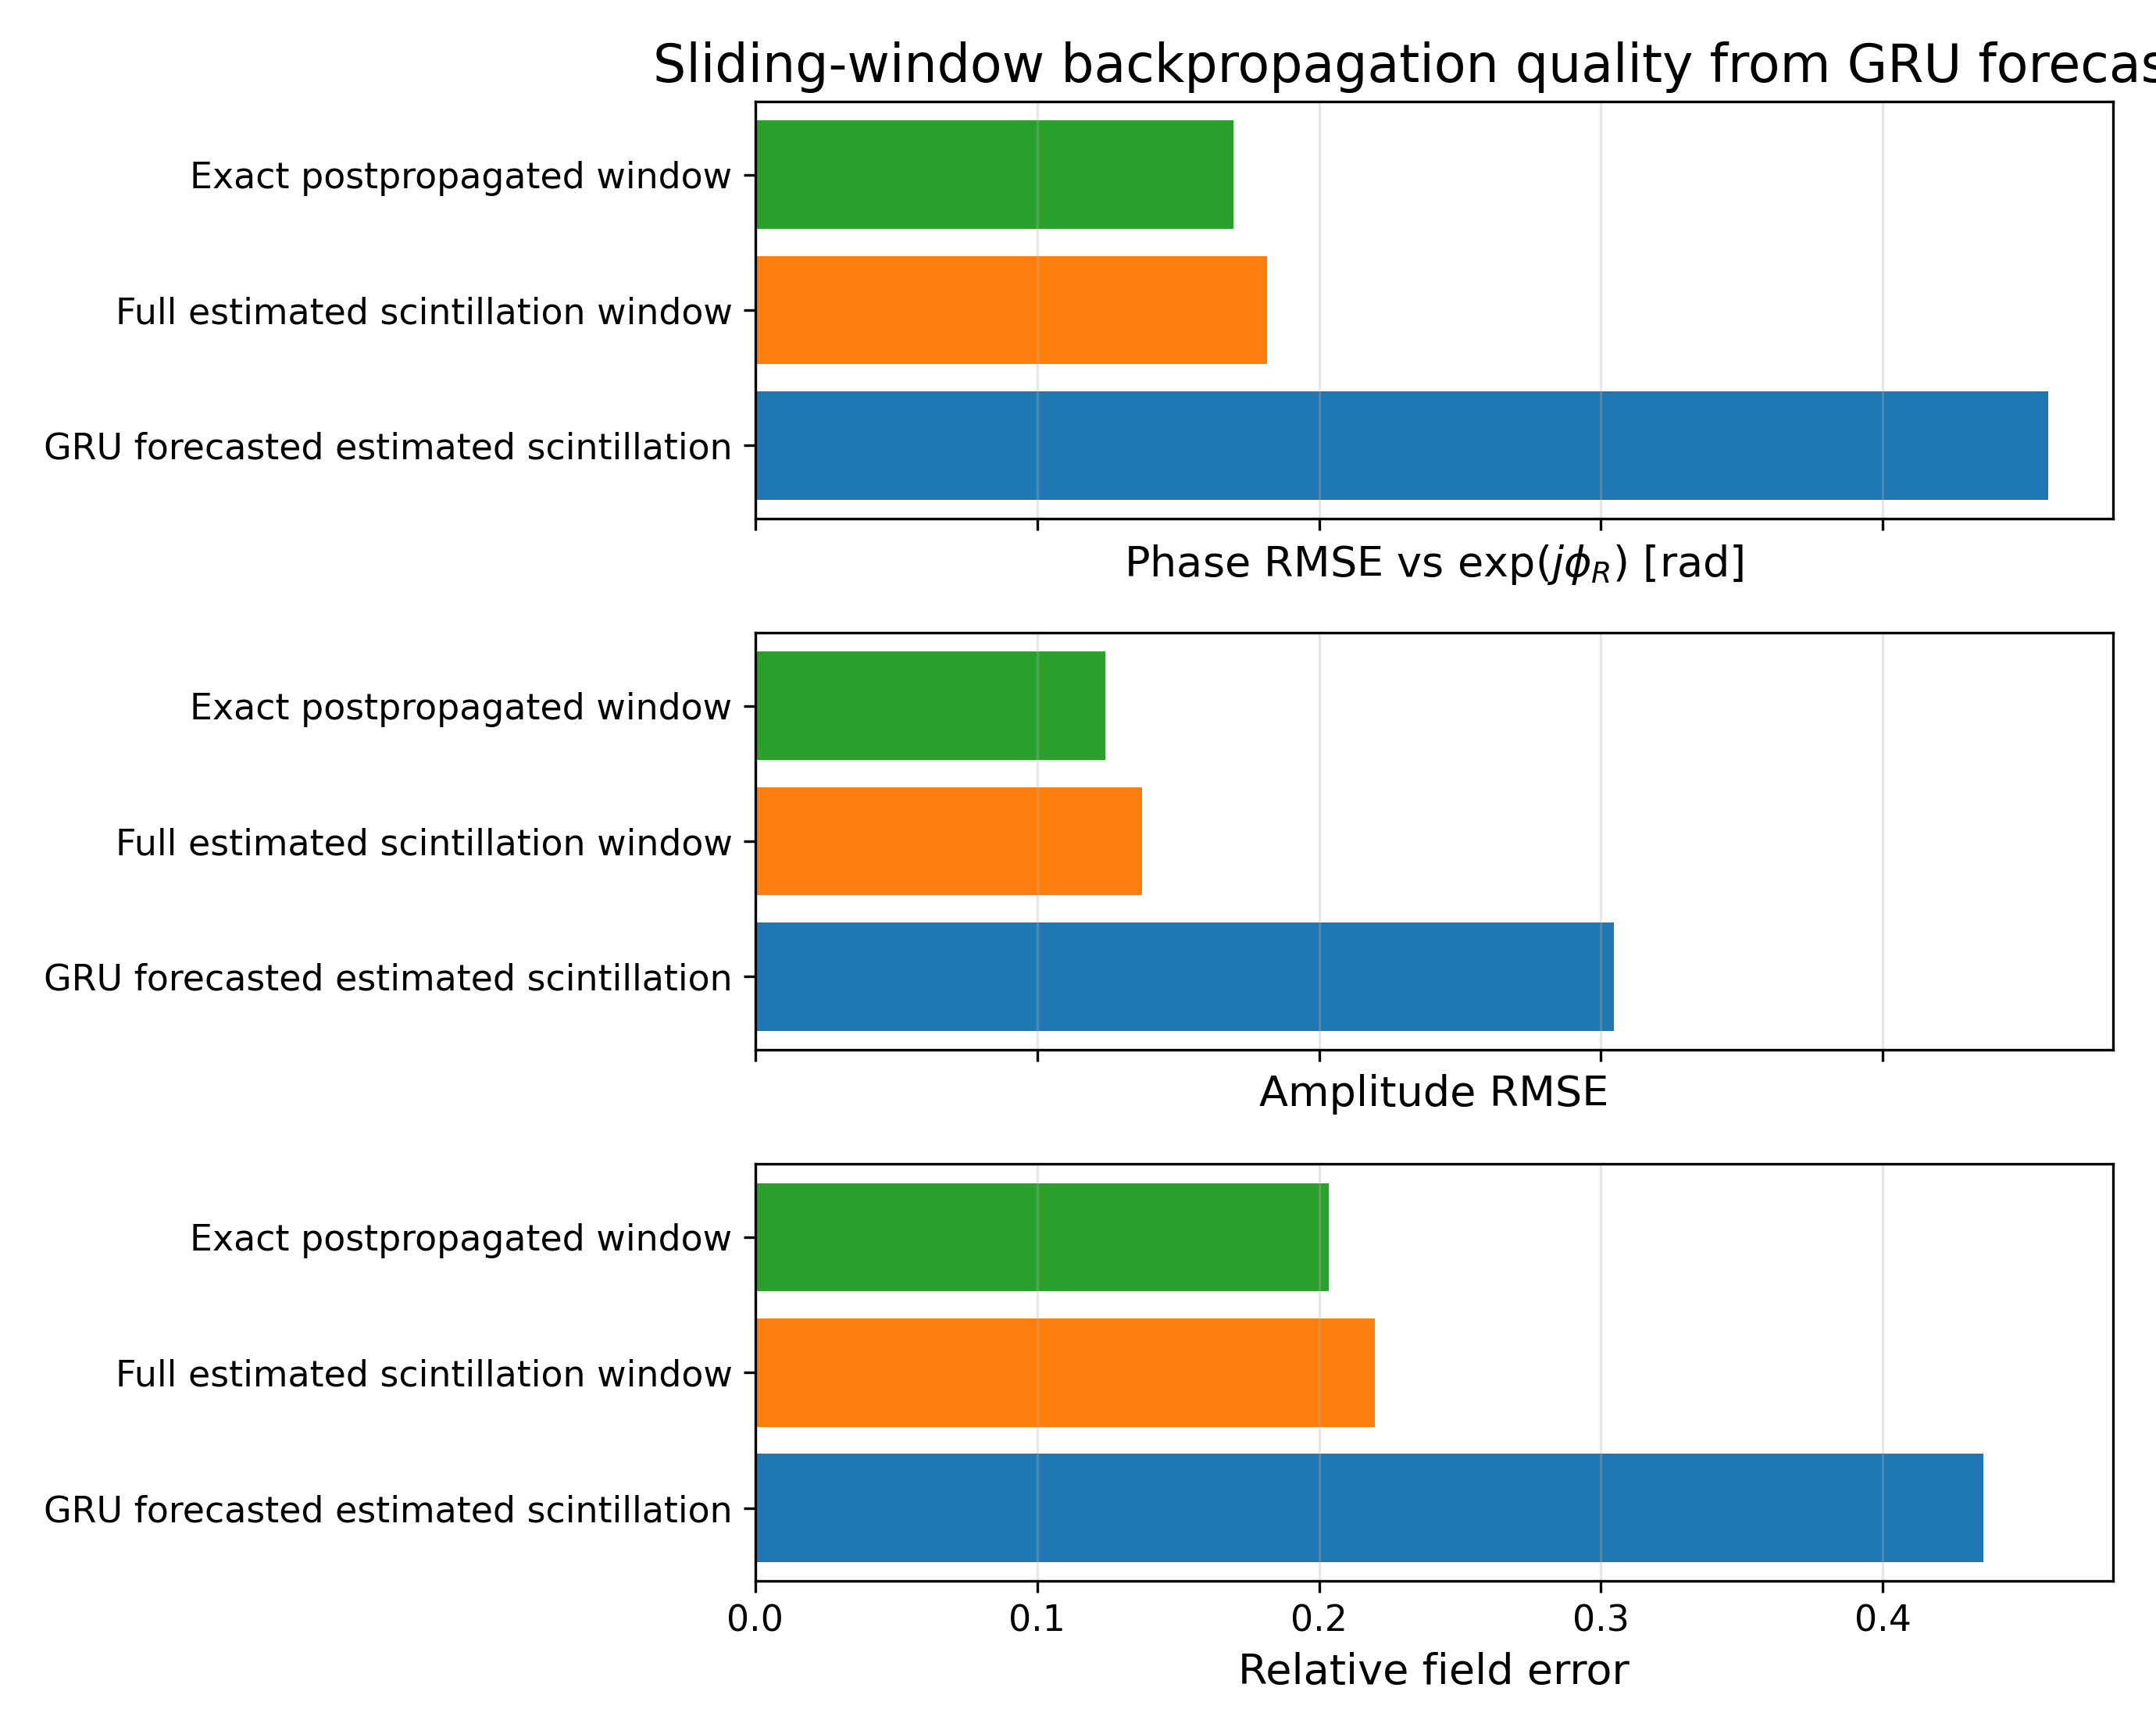 Sliding-window backpropagation quality from GRU forecas
Exact postpropagated window
Full estimated scintillation window
GRU forecasted estimated scintillation
Phase RMSE vs exp(jϕ_R) [rad]
Exact postpropagated window
Full estimated scintillation window
GRU forecasted estimated scintillation
Amplitude RMSE
Exact postpropagated window
Full estimated scintillation window
GRU forecasted estimated scintillation
0.0 0.1 0.2 0.3 0.4
Relative field error